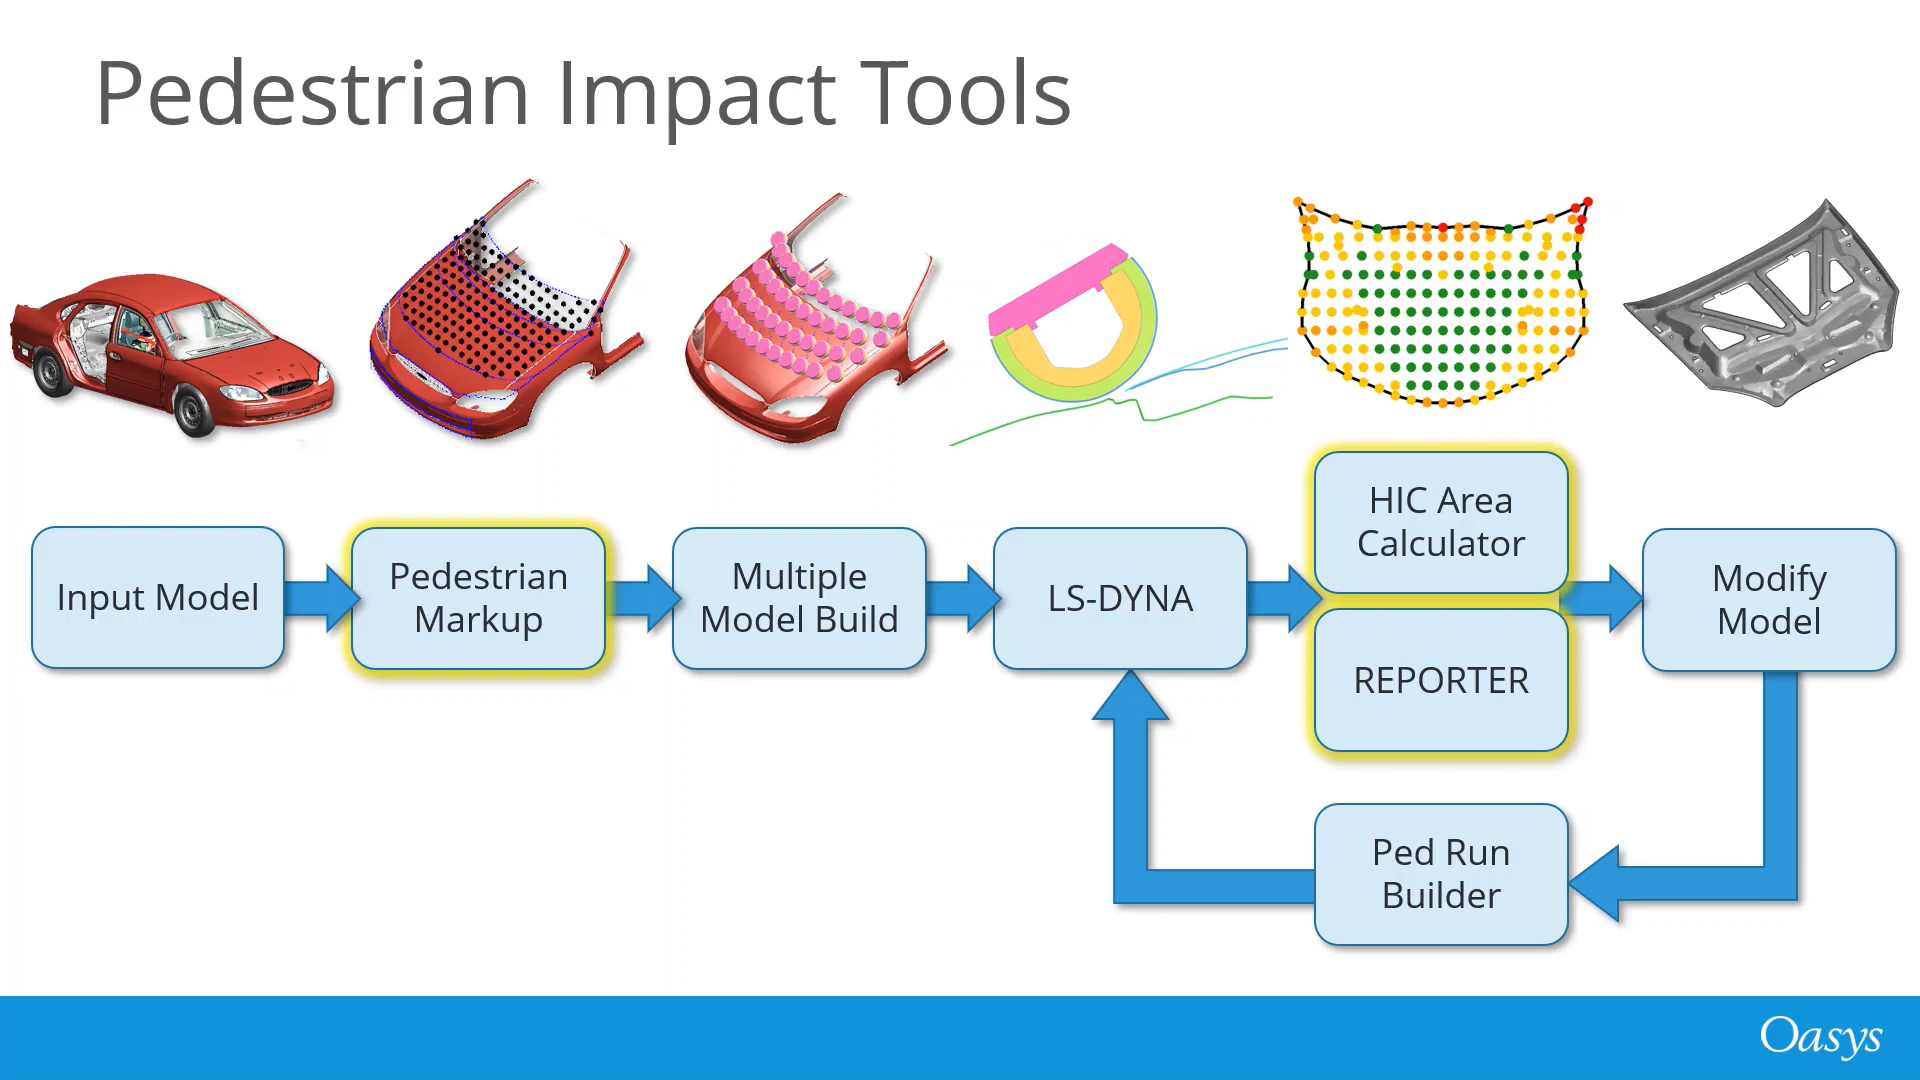 Pedestrian Impact Tools
Input Model
Pedestrian
Markup
Multiple
Model Build
LS-DYNA
HIC Area
Calculator
REPORTER
Modify
Model
Ped Run
Builder
Oasys